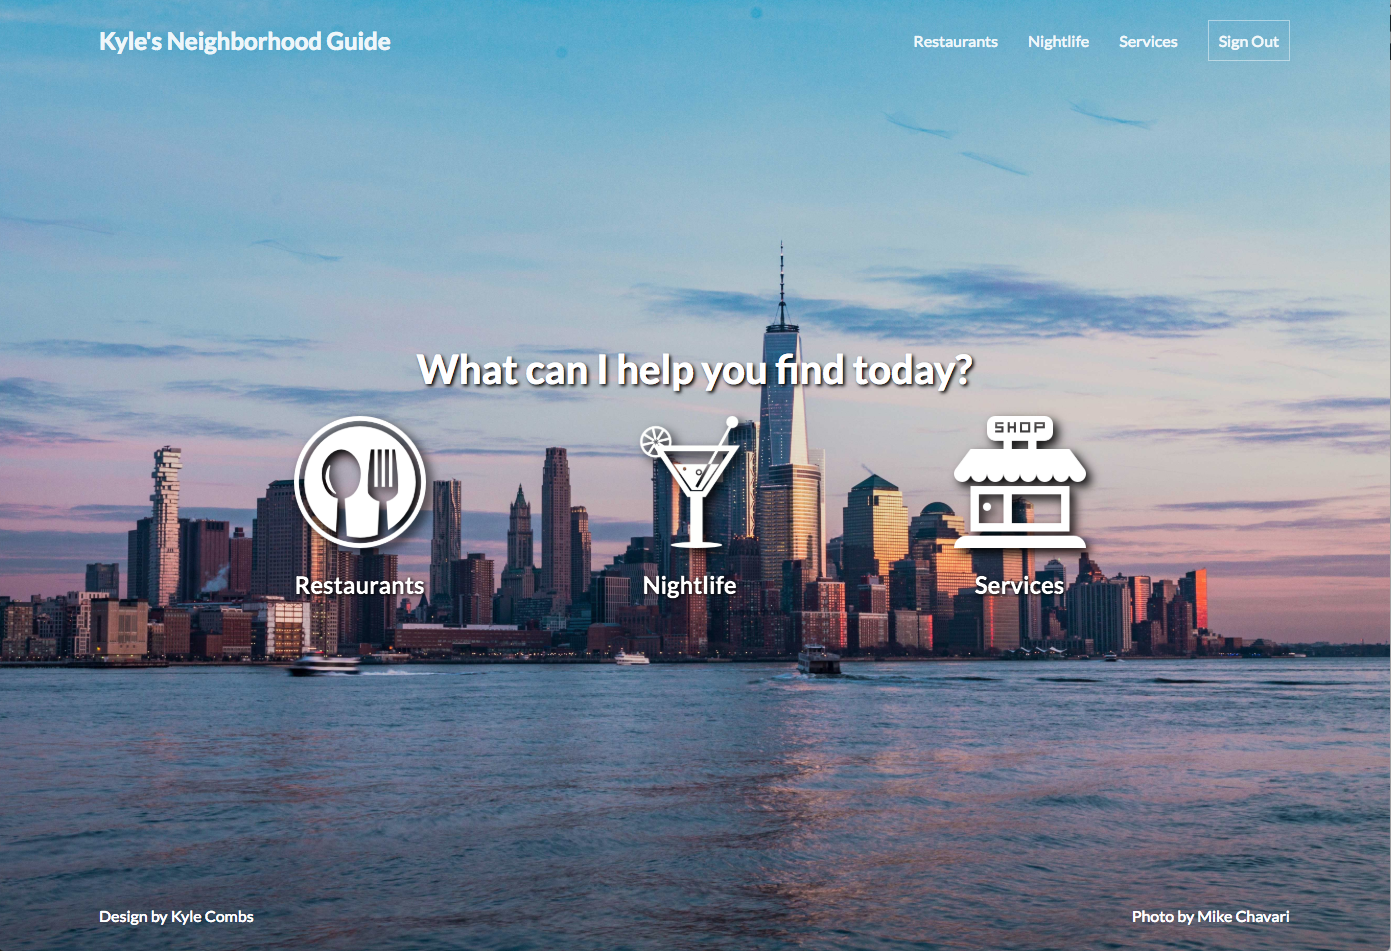 Kyle's Neighborhood Guide
Restaurants Nightlife Services Sign Out
What can I help you find today?
SHOP
Restaurants Nightlife Services
Design by Kyle Combs
Photo by Mike Chavari